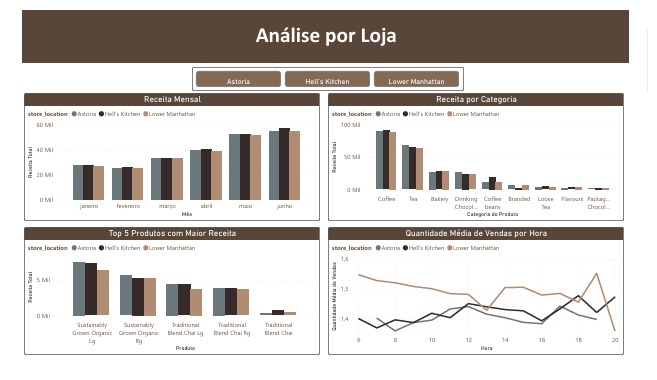 Análise por Loja
Astoria Hell's Kitchen Lower Manhattan
Receita Mensal
store_location Astoria Hell's Kitchen Lower Manhattan
Receita Total
60 Mil
40 Mil
20 Mil
0 Mil
janeiro fevereiro março abril maio junho
Mês
Receita por Categoria
store_location Astoria Hell's Kitchen Lower Manhattan
Receita Total
100 Mil
50 Mil
0 Mil
Coffee Tea Bakery Drinking Chocol... Coffee beans Branded Loose Tea Flavours Packag... Chocol...
Categoria do Produto
Top 5 Produtos com Maior Receita
store_location Astoria Hell's Kitchen Lower Manhattan
Receita Total
5 Mil
0 Mil
Sustainably Grown Organic Lg
Sustainably Grown Organic Rg
Traditional Blend Chai Lg
Traditional Blend Chai Rg
Traditional Blend Chai
Produto
Quantidade Média de Vendas por Hora
store_location Astoria Hell's Kitchen Lower Manhattan
Quantidade Média de Vendas
1,6
1,5
1,4
6 8 10 12 14 16 18 20
Hora